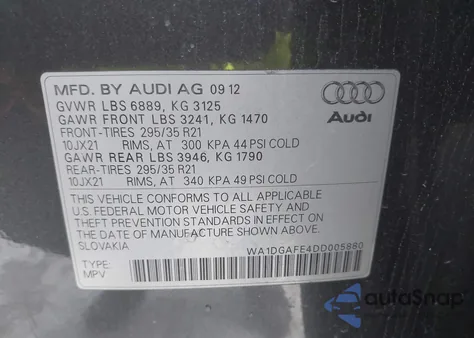 MFD. BY AUDI AG 09 12
GVWR LBS 6889, KG 3125
GAWR FRONT LBS 3241, KG 1470
FRONT-TIRES 295/35 R21
10JX21 RIMS, AT 300 KPA 44 PSI COLD
GAWR REAR LBS 3946, KG 1790
REAR-TIRES 295/35 R21
10JX21 RIMS, AT 340 KPA 49 PSI COLD
Audi
THIS VEHICLE CONFORMS TO ALL APPLICABLE
U.S. FEDERAL MOTOR VEHICLE SAFETY AND
THEFT PREVENTION STANDARDS IN EFFECT ON THE
DATE OF MANUFACTURE SHOWN ABOVE.
SLOVAKIA WA1DGAFE4DD005880
TYPE:
MPV
autaSnap